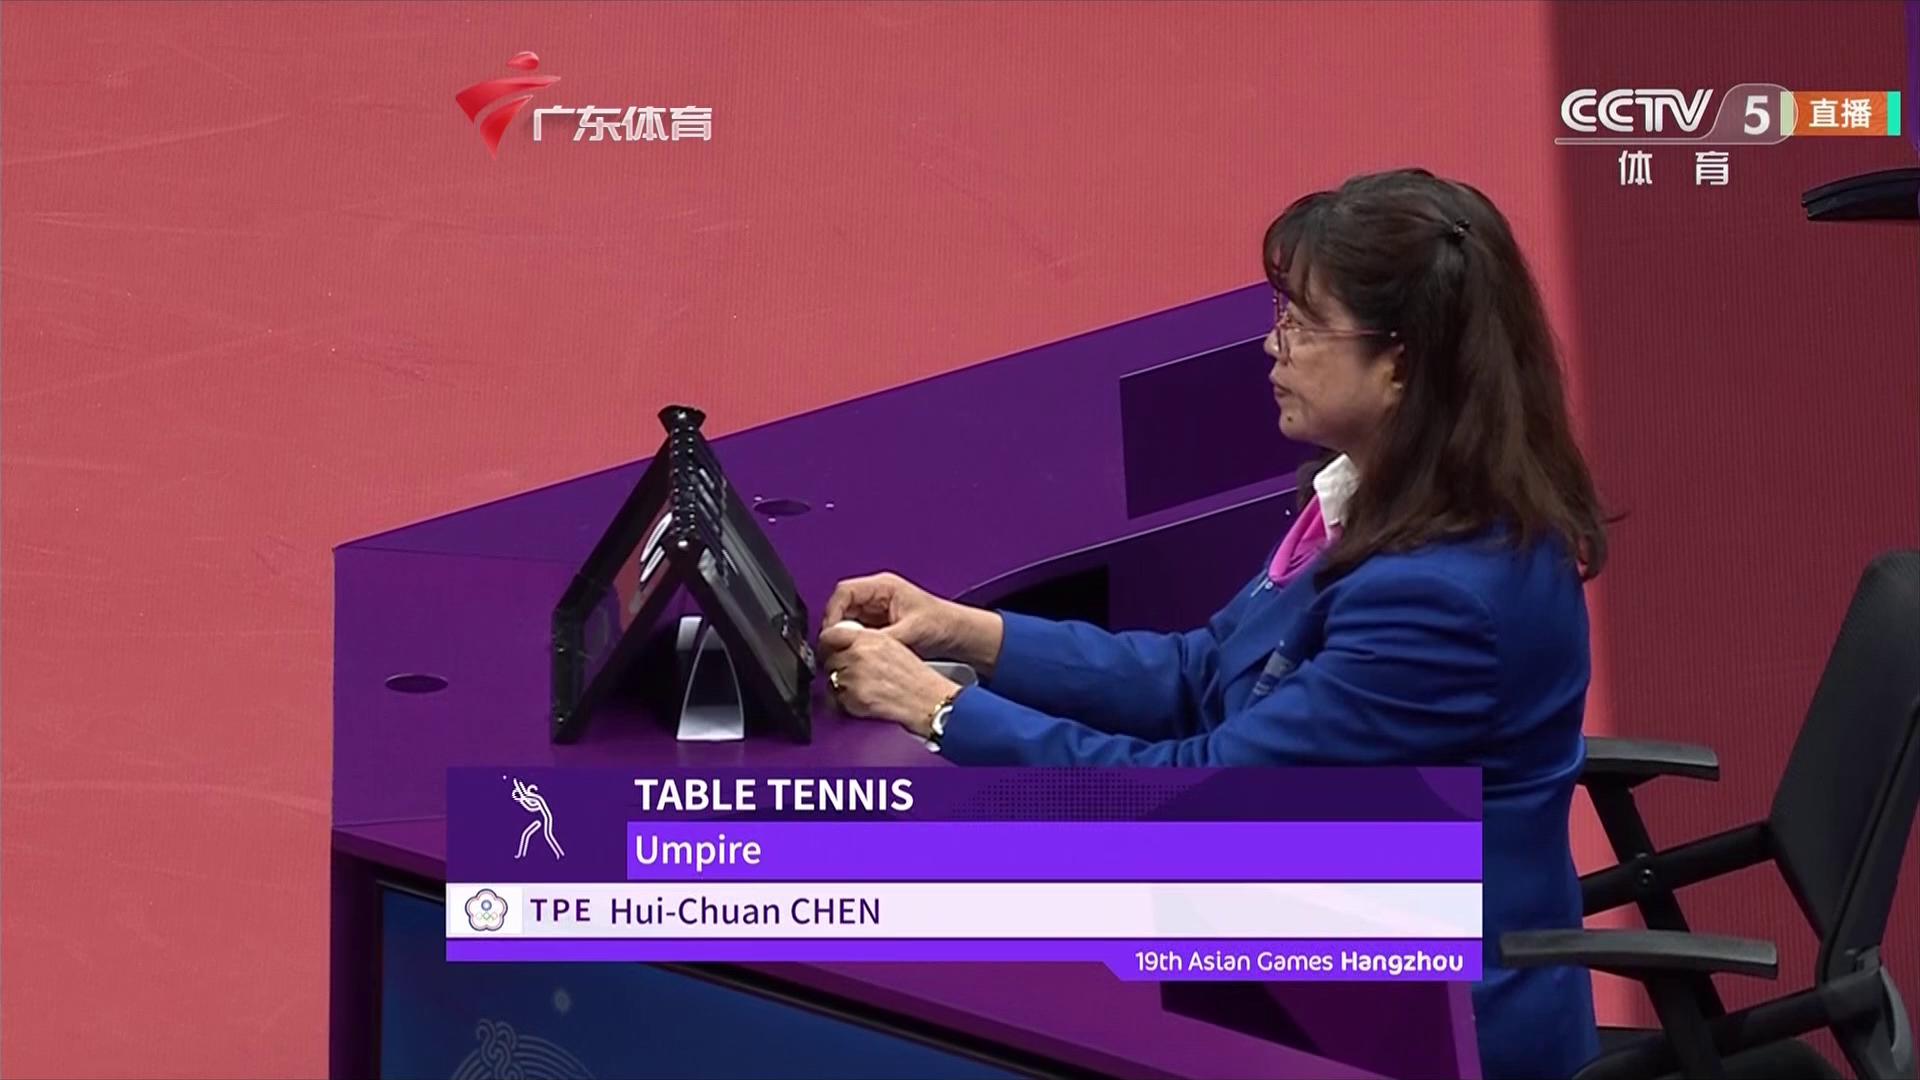 广东体育
CCTV 5 直播
体 育
TABLE TENNIS
Umpire
TPE Hui-Chuan CHEN
19th Asian Games Hangzhou